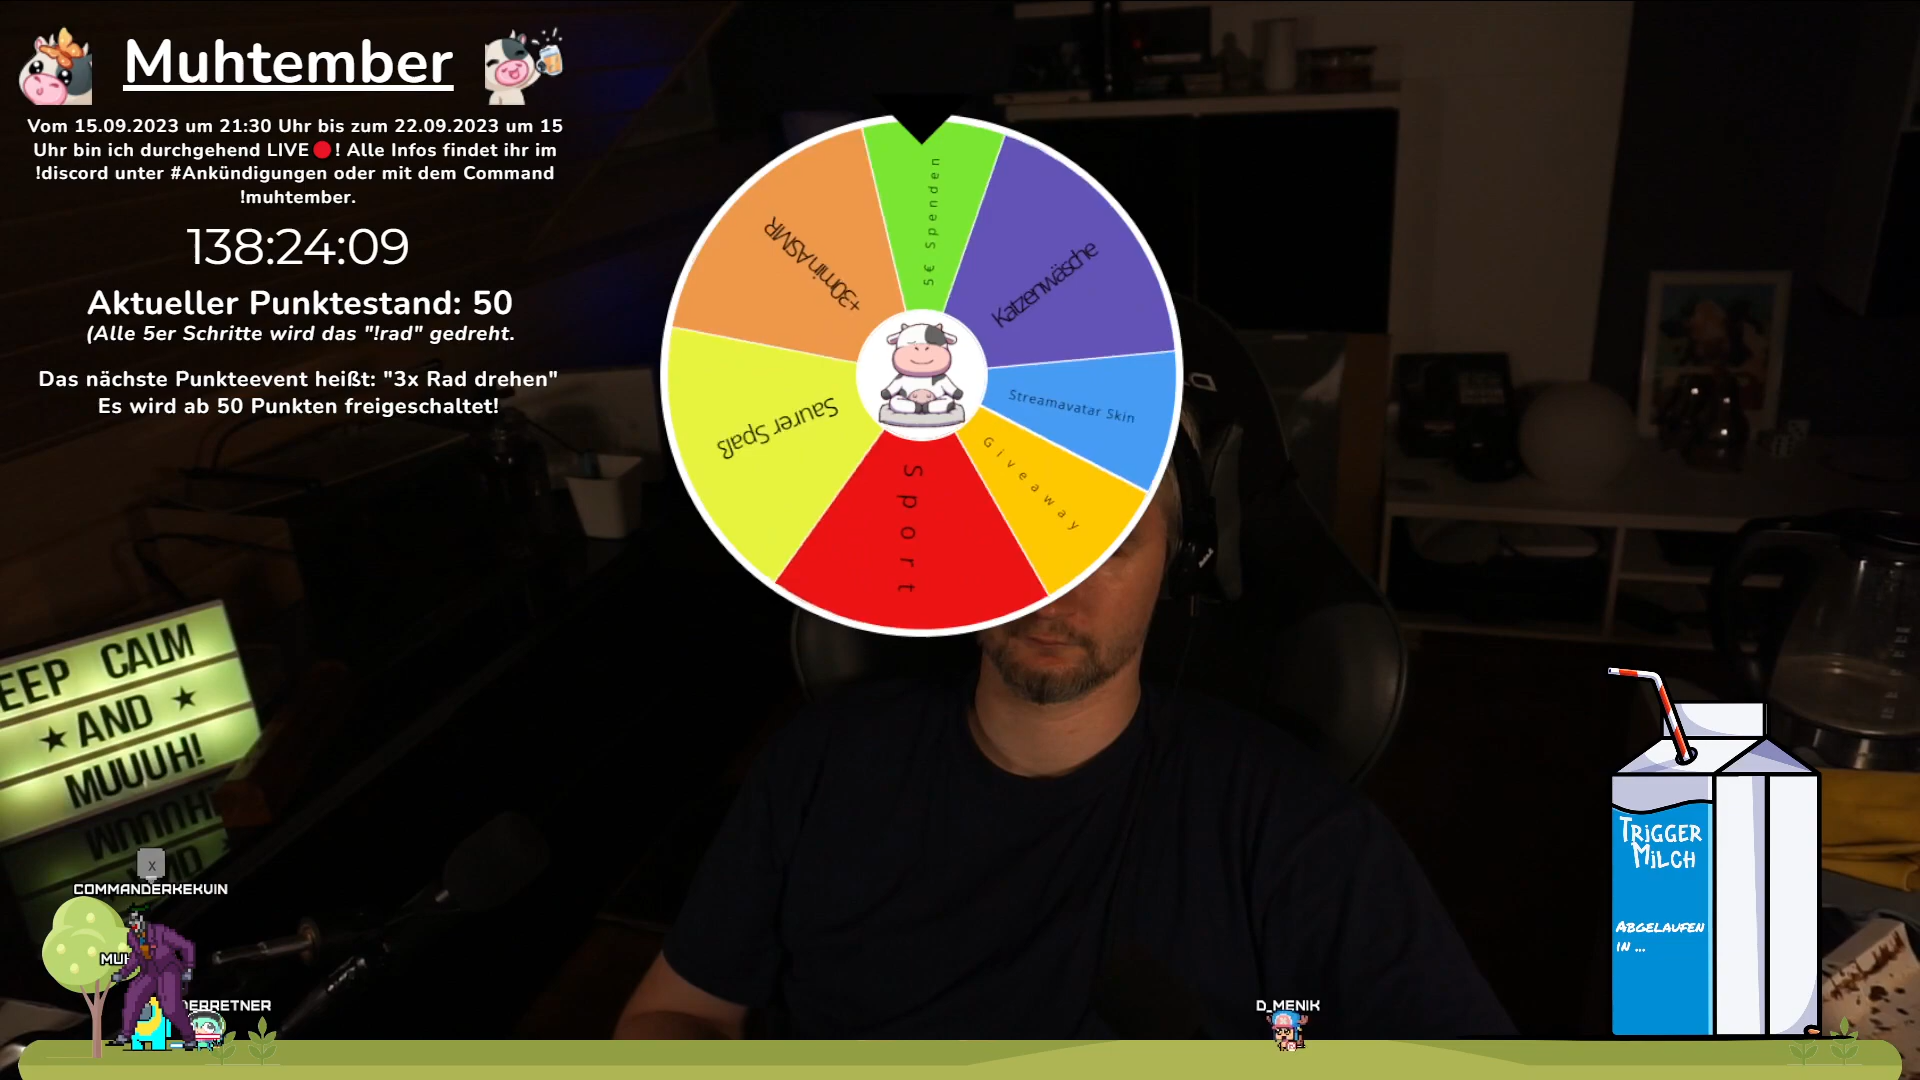 Muhtember
Vom 15.09.2023 um 21:30 Uhr bis zum 22.09.2023 um 15
Uhr bin ich durchgehend LIVE🔴! Alle Infos findet ihr im
!discord unter #Ankündigungen oder mit dem Command
!muhtember.
138:24:09
Aktueller Punktestand: 50
(Alle 5er Schritte wird das "!rad" gedreht.
Das nächste Punkteevent heißt: "3x Rad drehen"
Es wird ab 50 Punkten freigeschaltet!
5€ Spenden
Katzenwäsche
Streamavatar Skin
Giveaway
Sport
Saurer Spaß
+30min ASMR
EEP CALM
★ AND ★
MUUUH!
TRIGGER
MILCH
ABGELAUFEN
IN ...
X
COMMANDERKEKUIN
MUH
DERRETNER
D_MENIK